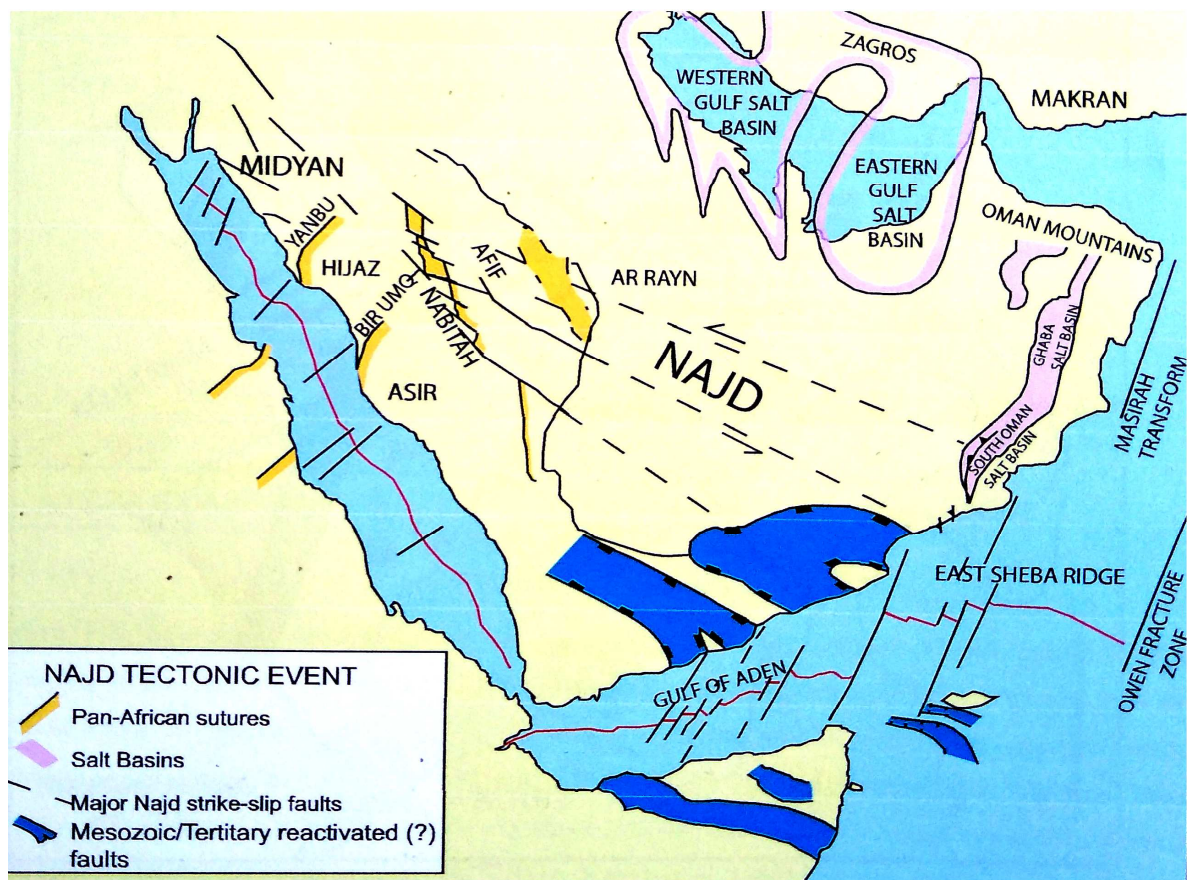 ZAGROS
WESTERN
GULF SALT
BASIN
MAKRAN
MIDYAN
EASTERN
GULF
SALT
BASIN
YANBU
OMAN MOUNTAINS
HIJAZ
AFIF
AR RAYN
BIR UMQ
NABITAH
GHABA
SALT BASIN
NAJD
ASIR
MASIRAH
TRANSFORM
SOUTH OMAN
SALT BASIN
EAST SHEBA RIDGE
OWEN FRACTURE
ZONE
GULF OF ADEN
NAJD TECTONIC EVENT
Pan-African sutures
Salt Basins
Major Najd strike-slip faults
Mesozoic/Tertitary reactivated (?)
faults